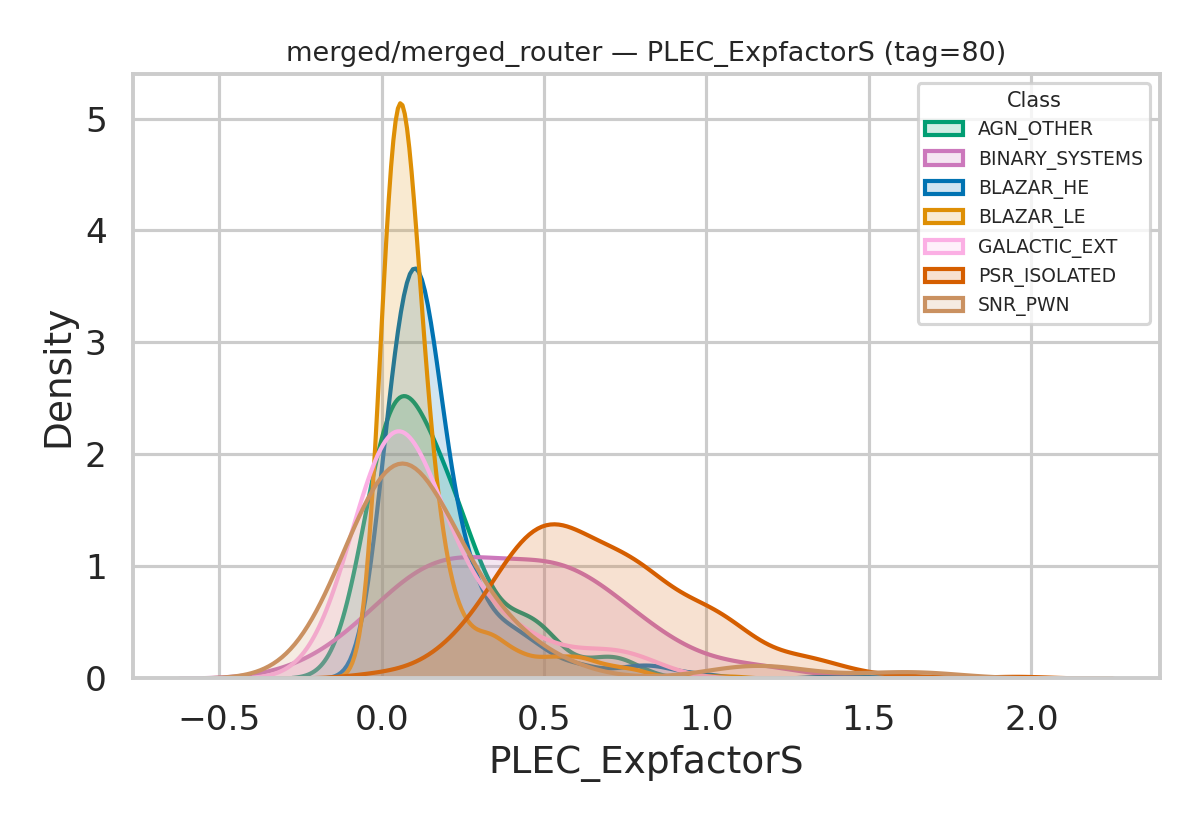 merged/merged_router — PLEC_ExpfactorS (tag=80)
Class
AGN_OTHER
BINARY_SYSTEMS
BLAZAR_HE
BLAZAR_LE
GALACTIC_EXT
PSR_ISOLATED
SNR_PWN
Density
5
4
3
2
1
0
−0.5 0.0 0.5 1.0 1.5 2.0
PLEC_ExpfactorS